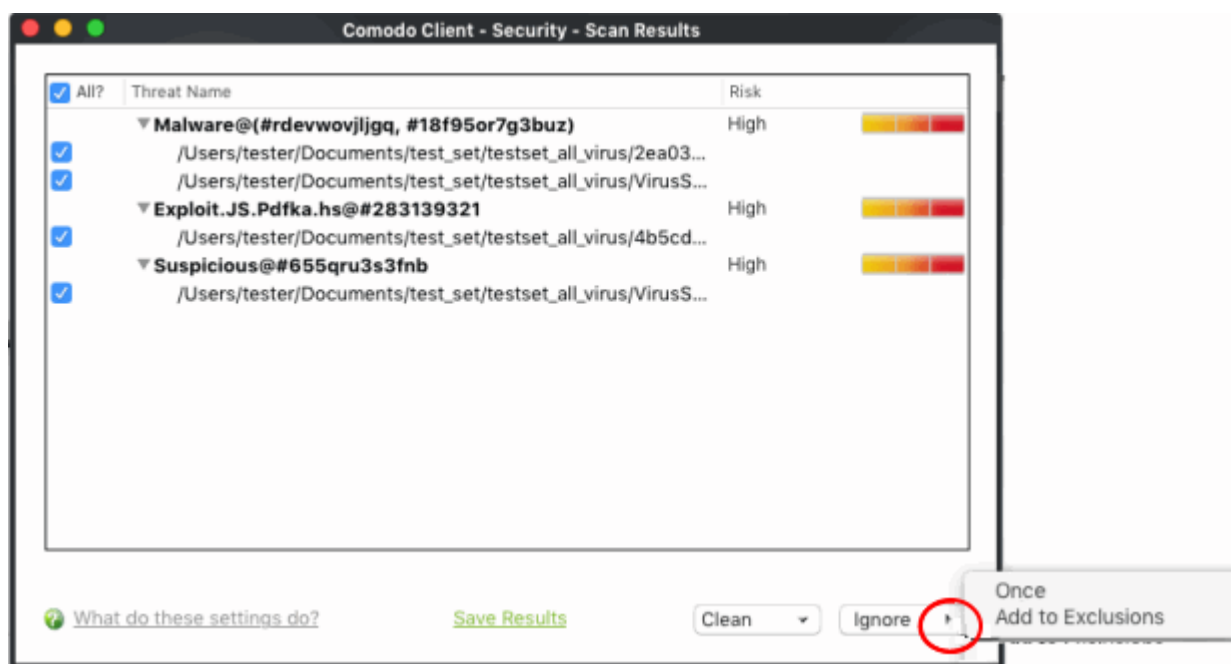 Comodo Client - Security - Scan Results
All? Threat Name Risk
Malware@(#rdevwovjljgq, #18f95or7g3buz) High
/Users/tester/Documents/test_set/testset_all_virus/2ea03...
/Users/tester/Documents/test_set/testset_all_virus/VirusS...
Exploit.JS.Pdfka.hs@#283139321 High
/Users/tester/Documents/test_set/testset_all_virus/4b5cd...
Suspicious@#655qru3s3fnb High
/Users/tester/Documents/test_set/testset_all_virus/VirusS...
Once
What do these settings do? Save Results Clean Ignore Add to Exclusions